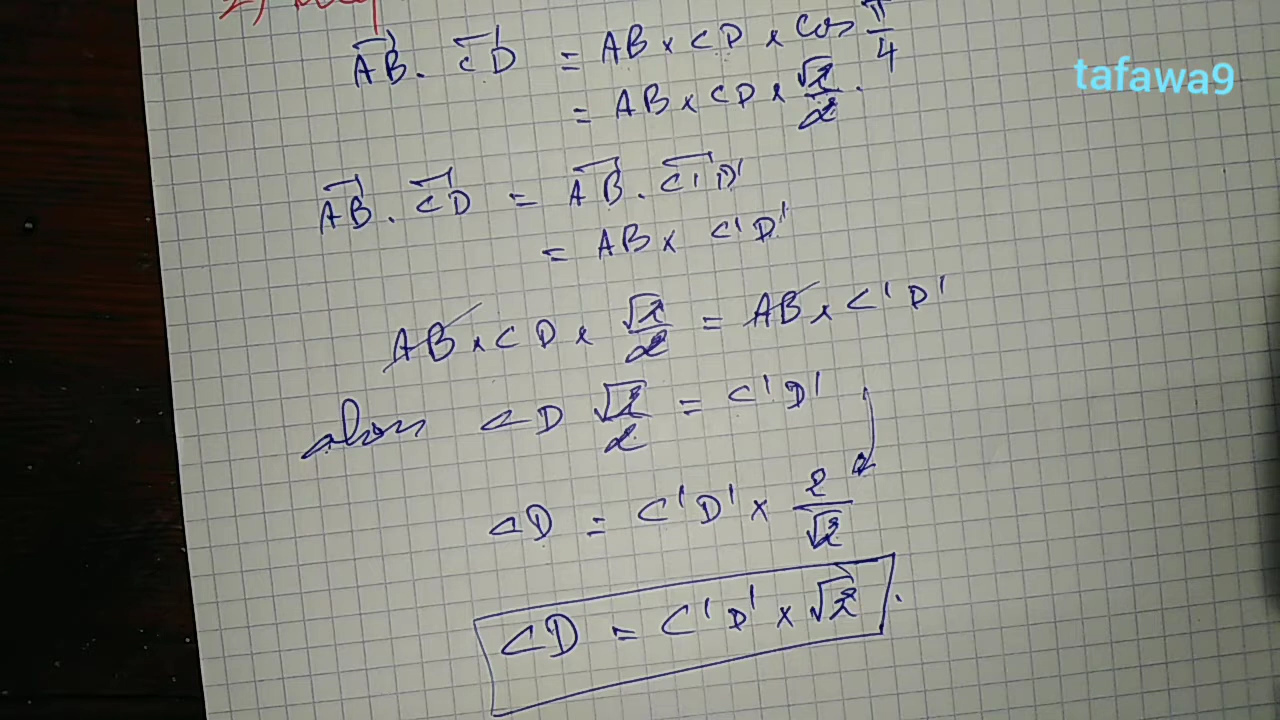 2)
AB⃗ . CD⃗ = AB × CD × cos π/4
= AB × CD × √2/2 .
tafawa9
AB⃗ . CD⃗ = AB⃗ . C'D'⃗
= AB × C'D'
AB × CD × √2/2 = AB × C'D'
alors CD √2/2 = C'D'
CD = C'D' × 2/√2
CD = C'D' × √2 .